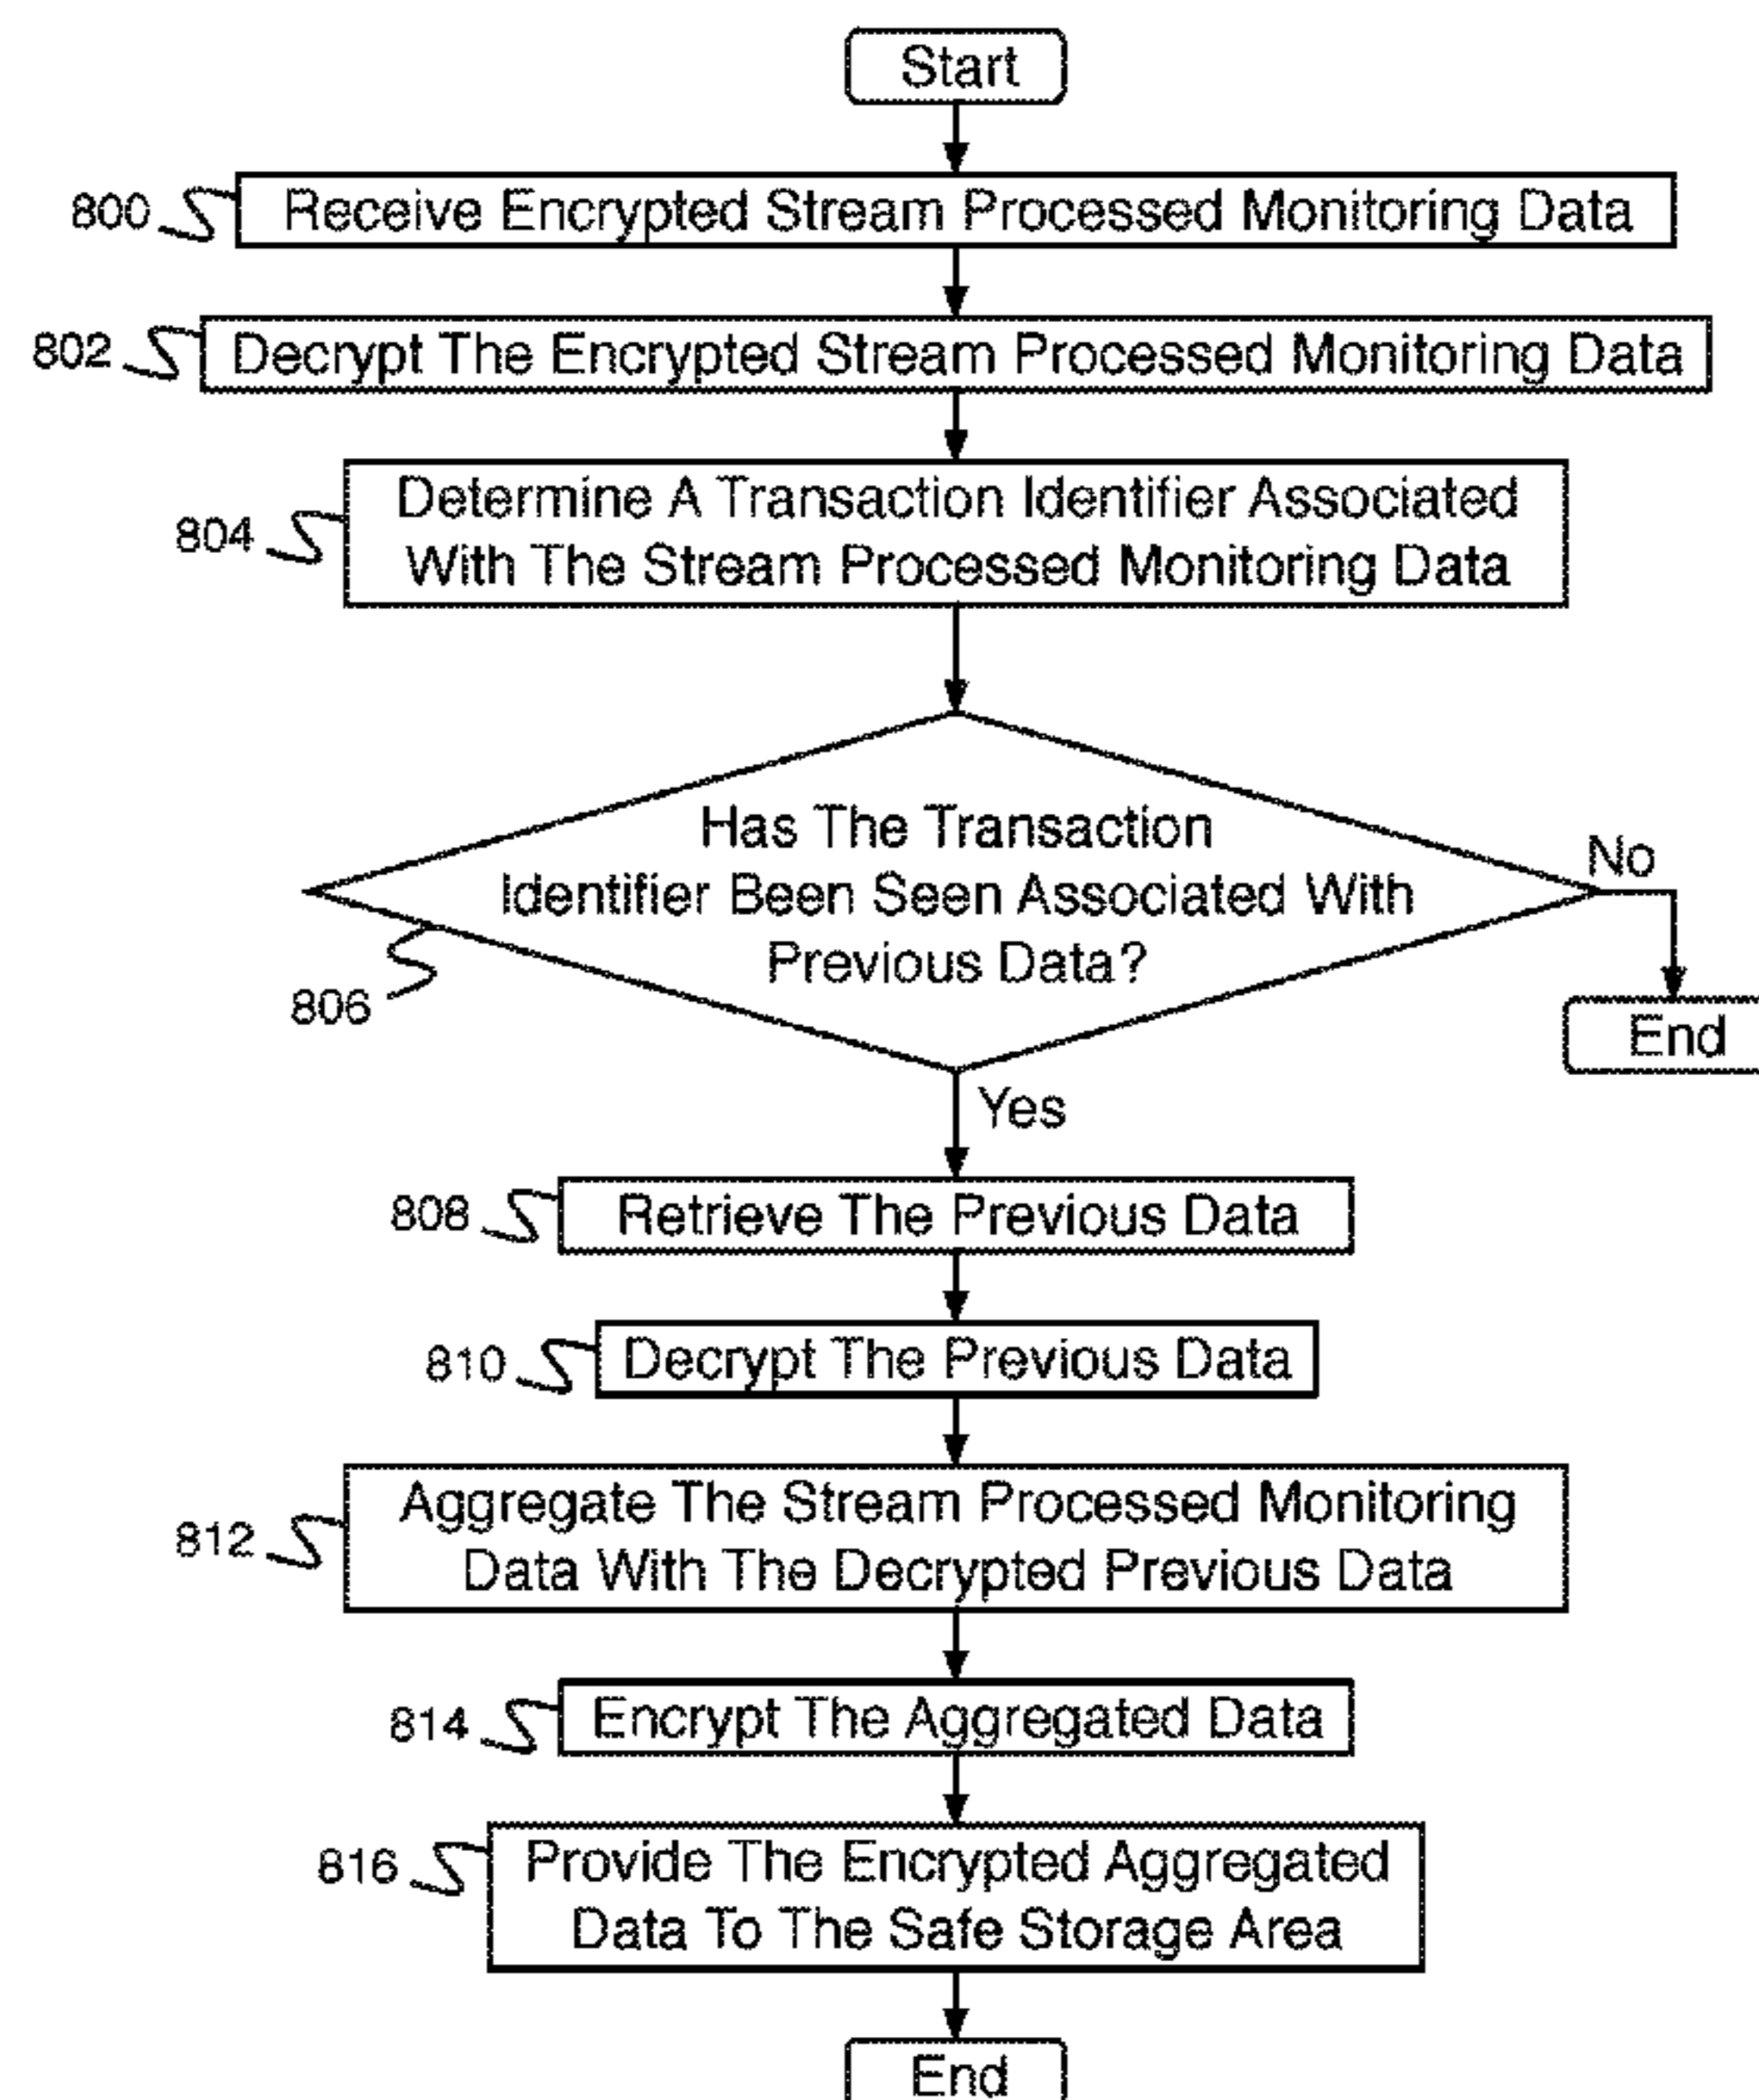 Start
800
Receive Encrypted Stream Processed Monitoring Data
802
Decrypt The Encrypted Stream Processed Monitoring Data
804
Determine A Transaction Identifier Associated
With The Stream Processed Monitoring Data
Has The Transaction
Identifier Been Seen Associated With
Previous Data?
806
No
End
Yes
808
Retrieve The Previous Data
810
Decrypt The Previous Data
812
Aggregate The Stream Processed Monitoring
Data With The Decrypted Previous Data
814
Encrypt The Aggregated Data
816
Provide The Encrypted Aggregated
Data To The Safe Storage Area
End